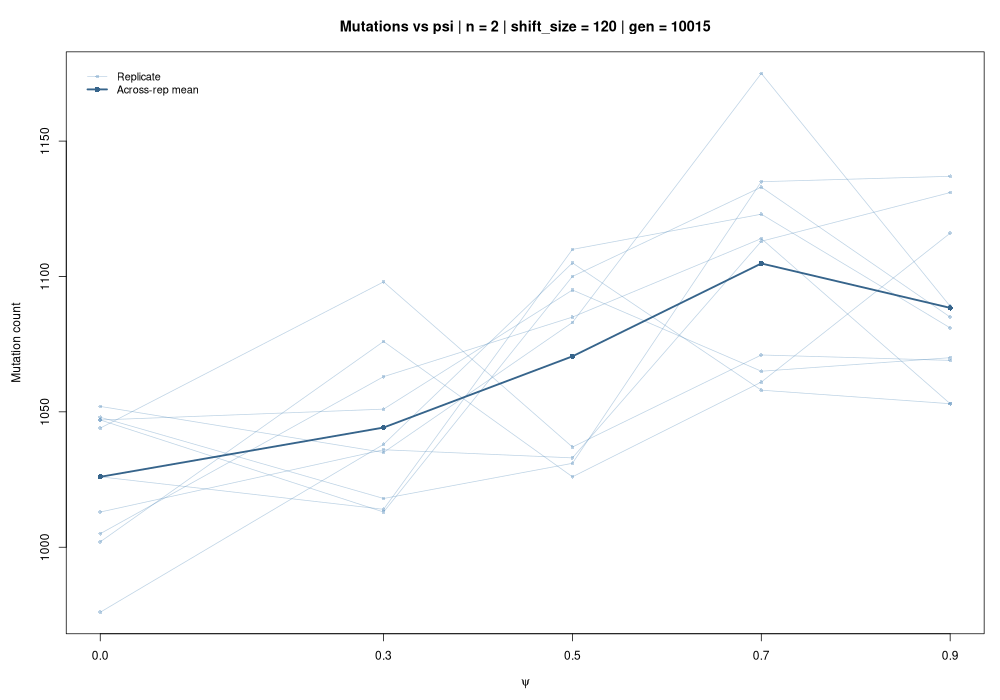 Mutations vs psi | n = 2 | shift_size = 120 | gen = 10015
Replicate
Across-rep mean
Mutation count
1150
1100
1050
1000
0.0 0.3 0.5 0.7 0.9
ψ